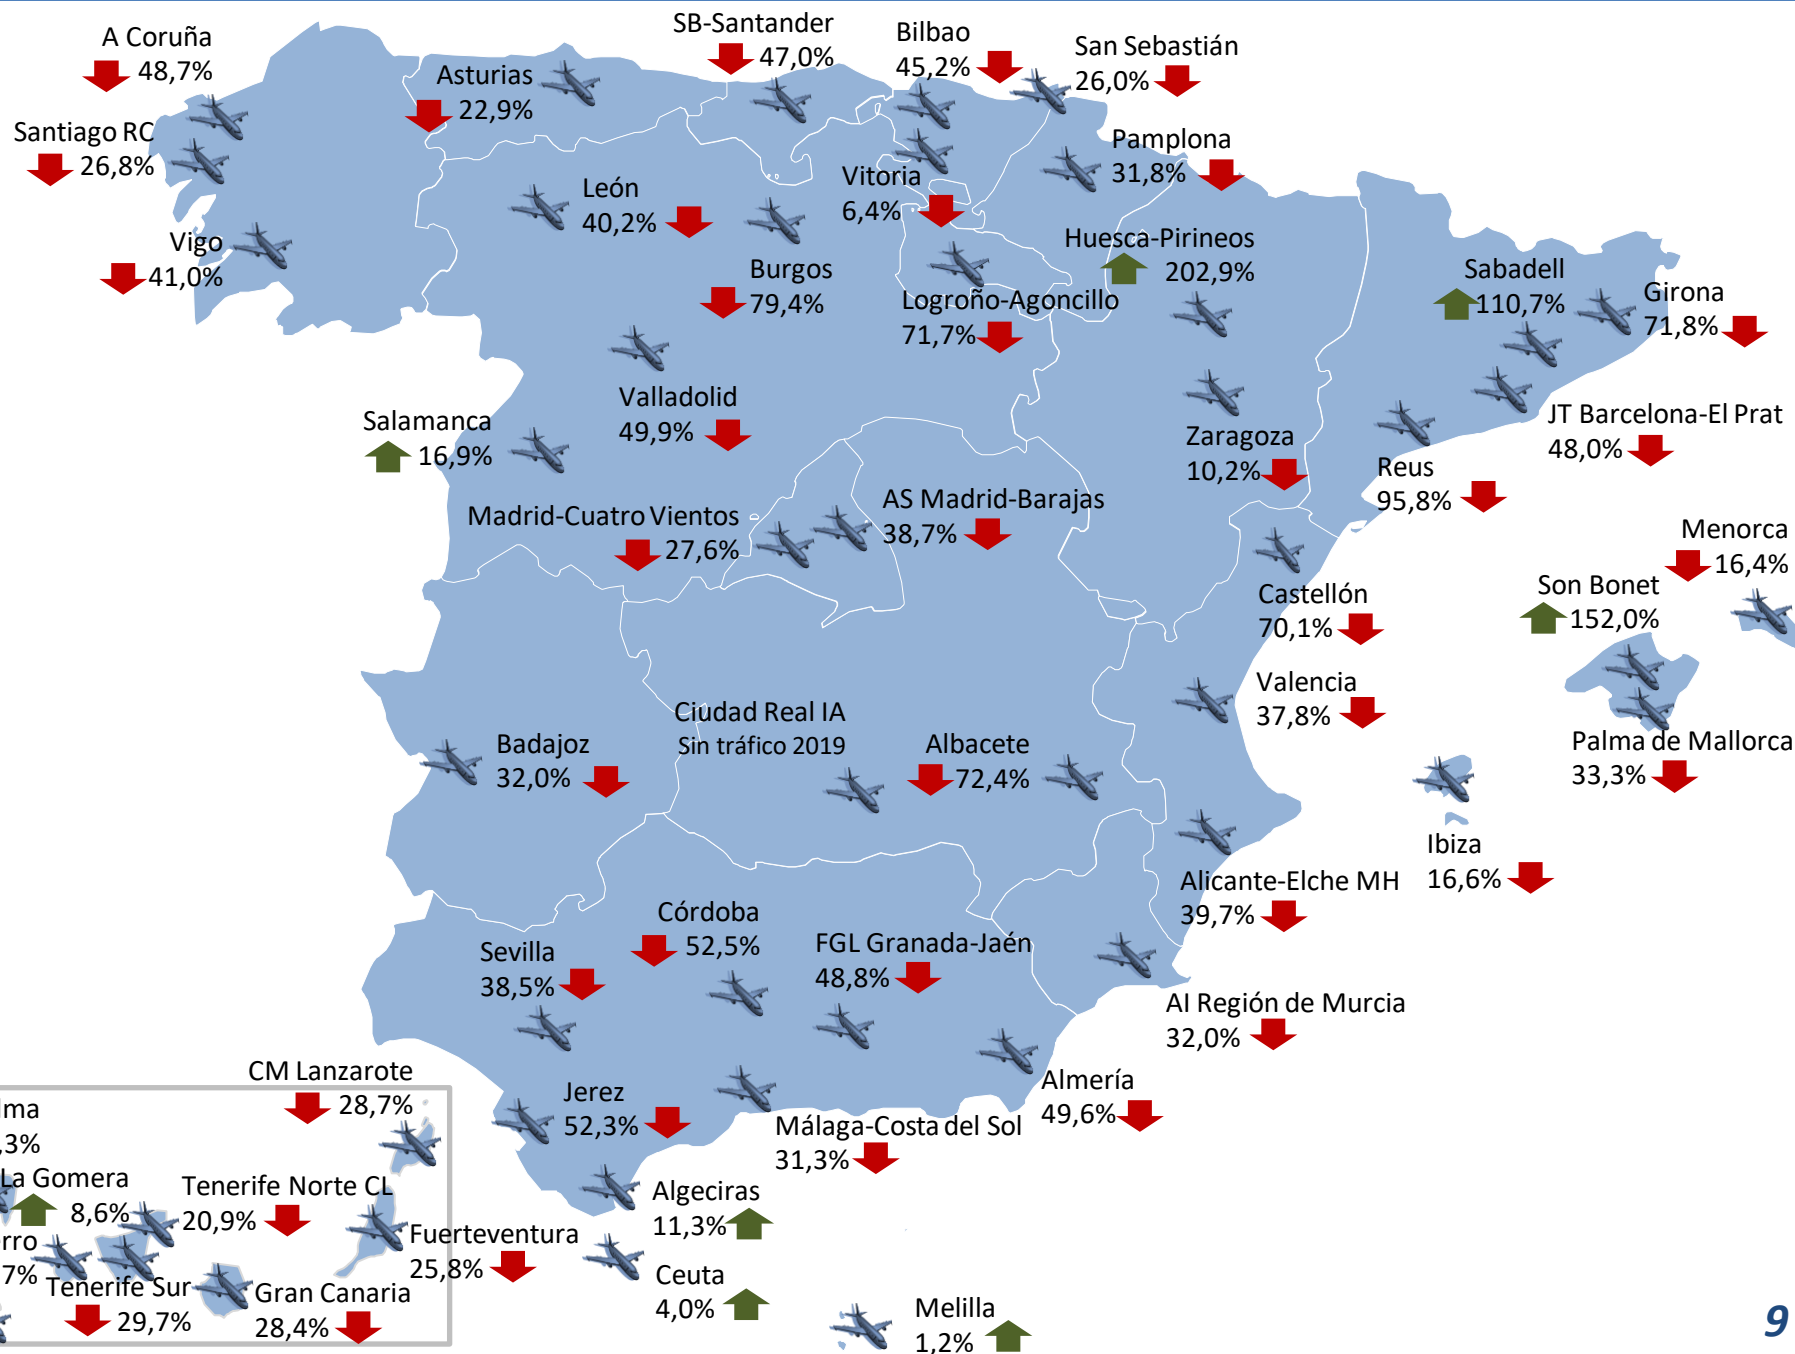 A Coruña
48,7%
SB-Santander
47,0%
Bilbao
45,2%
San Sebastián
26,0%
Asturias
22,9%
Santiago RC
26,8%
Pamplona
31,8%
León
40,2%
Vitoria
6,4%
Vigo
41,0%
Burgos
79,4%
Huesca-Pirineos
202,9%
Logroño-Agoncillo
71,7%
Sabadell
110,7%
Girona
71,8%
Valladolid
49,9%
Salamanca
16,9%
Zaragoza
10,2%
JT Barcelona-El Prat
48,0%
Reus
95,8%
Madrid-Cuatro Vientos
27,6%
AS Madrid-Barajas
38,7%
Menorca
16,4%
Son Bonet
152,0%
Castellón
70,1%
Valencia
37,8%
Ciudad Real IA
Sin tráfico 2019
Palma de Mallorca
33,3%
Badajoz
32,0%
Albacete
72,4%
Ibiza
16,6%
Alicante-Elche MH
39,7%
Córdoba
52,5%
Sevilla
38,5%
FGL Granada-Jaén
48,8%
AI Región de Murcia
32,0%
CM Lanzarote
28,7%
Jerez
52,3%
Almería
49,6%
Málaga-Costa del Sol
31,3%
lma
,3%
La Gomera
8,6%
Tenerife Norte CL
20,9%
Algeciras
11,3%
rro
7%
Fuerteventura
25,8%
Tenerife Sur
29,7%
Gran Canaria
28,4%
Ceuta
4,0%
Melilla
1,2%
9